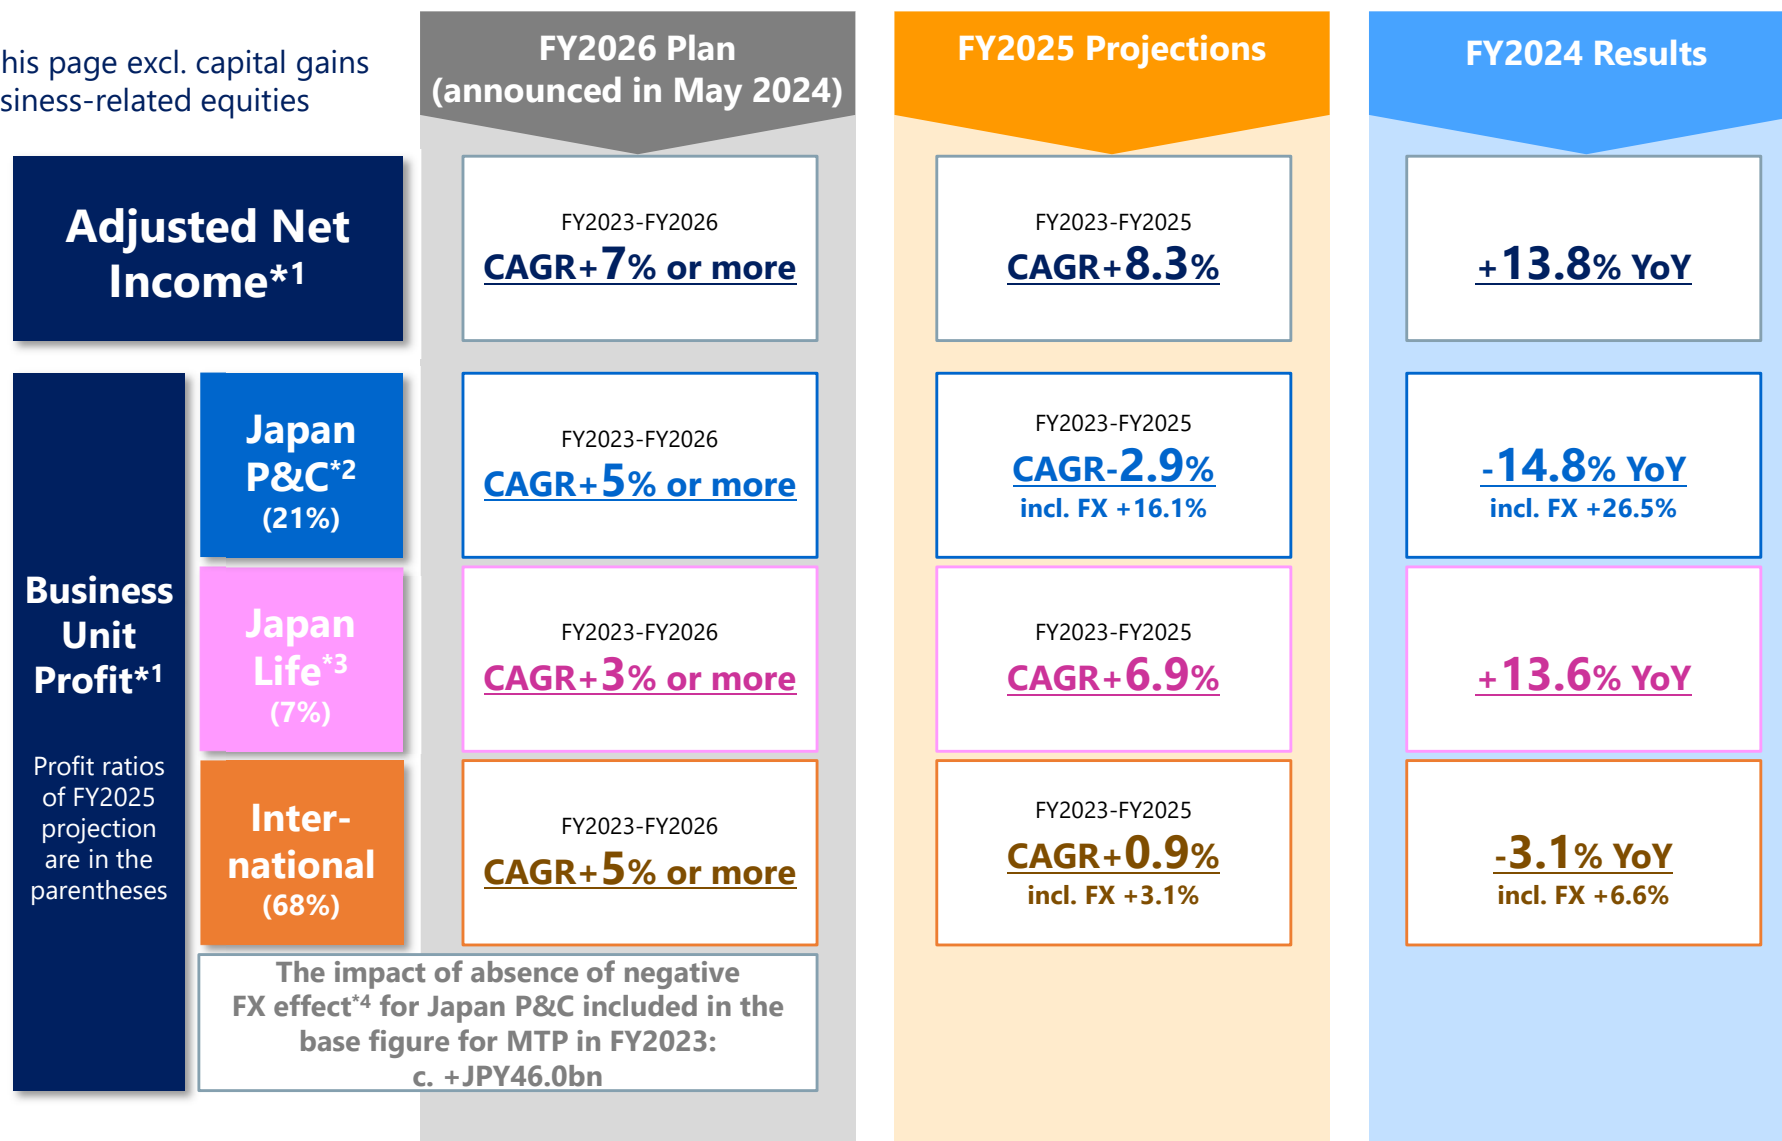 his page excl. capital gains
siness-related equities
FY2026 Plan
(announced in May 2024)
FY2025 Projections
FY2024 Results
Adjusted Net
Income*1
FY2023-FY2026
CAGR+7% or more
FY2023-FY2025
CAGR+8.3%
+13.8% YoY
Business
Unit
Profit*1
Profit ratios
of FY2025
projection
are in the
parentheses
Japan
P&C*2
(21%)
FY2023-FY2026
CAGR+5% or more
FY2023-FY2025
CAGR-2.9%
incl. FX +16.1%
-14.8% YoY
incl. FX +26.5%
Japan
Life*3
(7%)
FY2023-FY2026
CAGR+3% or more
FY2023-FY2025
CAGR+6.9%
+13.6% YoY
Inter-
national
(68%)
FY2023-FY2026
CAGR+5% or more
FY2023-FY2025
CAGR+0.9%
incl. FX +3.1%
-3.1% YoY
incl. FX +6.6%
The impact of absence of negative
FX effect*4 for Japan P&C included in the
base figure for MTP in FY2023:
c. +JPY46.0bn